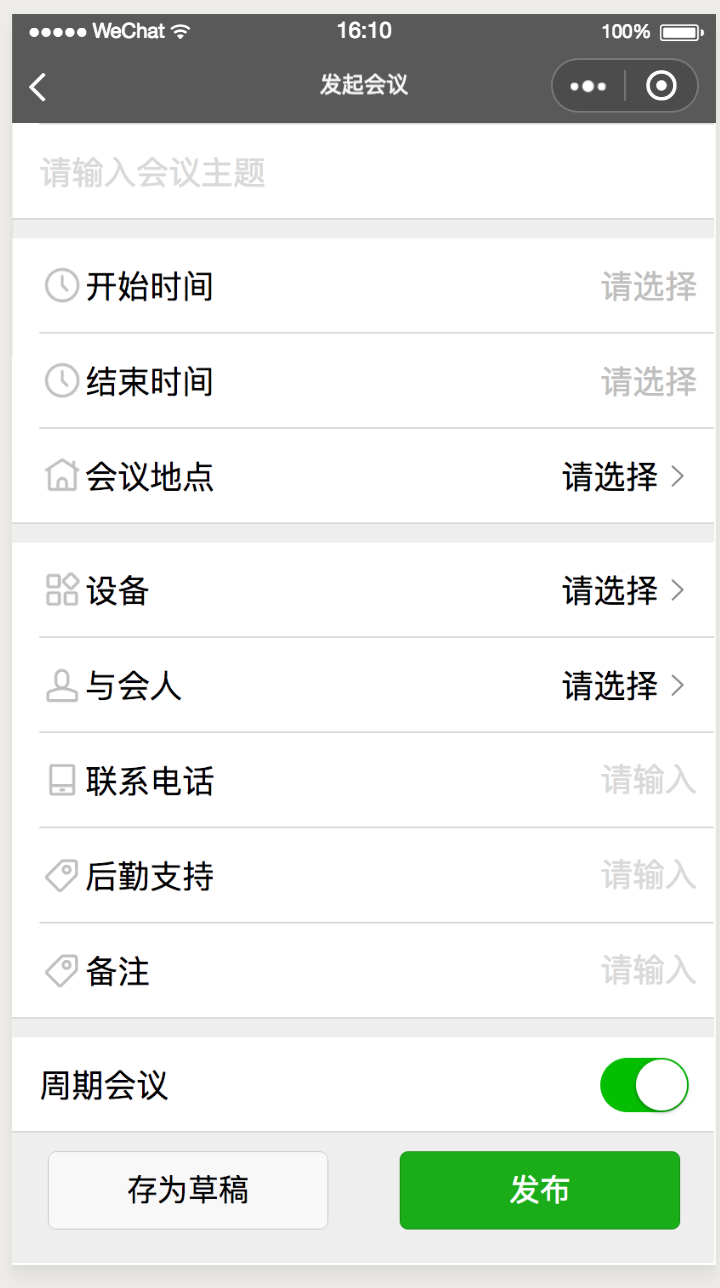 WeChat 16:10 100%
发起会议
请输入会议主题
开始时间 请选择
结束时间 请选择
会议地点 请选择
设备 请选择
与会人 请选择
联系电话 请输入
后勤支持 请输入
备注 请输入
周期会议
存为草稿 发布